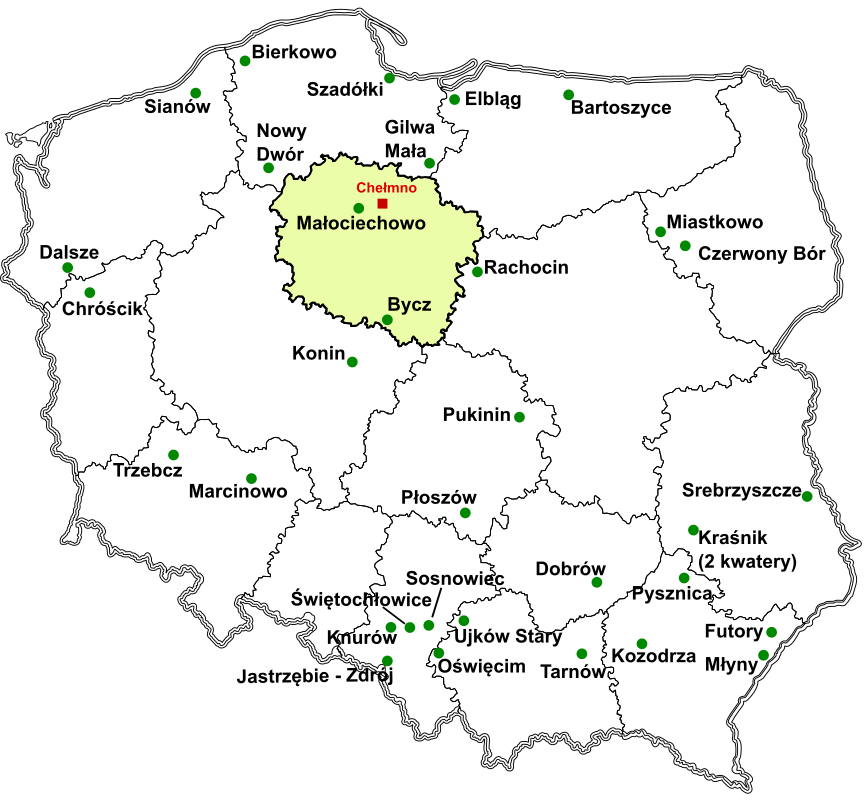 Bierkowo
Szadółki
Sianów
Elbląg
Bartoszyce
Nowy
Dwór
Gilwa
Mała
Chełmno
Małociechowo
Miastkowo
Czerwony Bór
Dalsze
Rachocin
Chróścik
Bycz
Konin
Pukinin
Trzebcz
Marcinowo
Płoszów
Srebrzyszcze
Kraśnik
(2 kwatery)
Dobrów
Sosnowiec
Pysznica
Świętochłowice
Knurów
Ujków Stary
Futory
Kozodrza
Młyny
Oświęcim
Tarnów
Jastrzębie - Zdrój